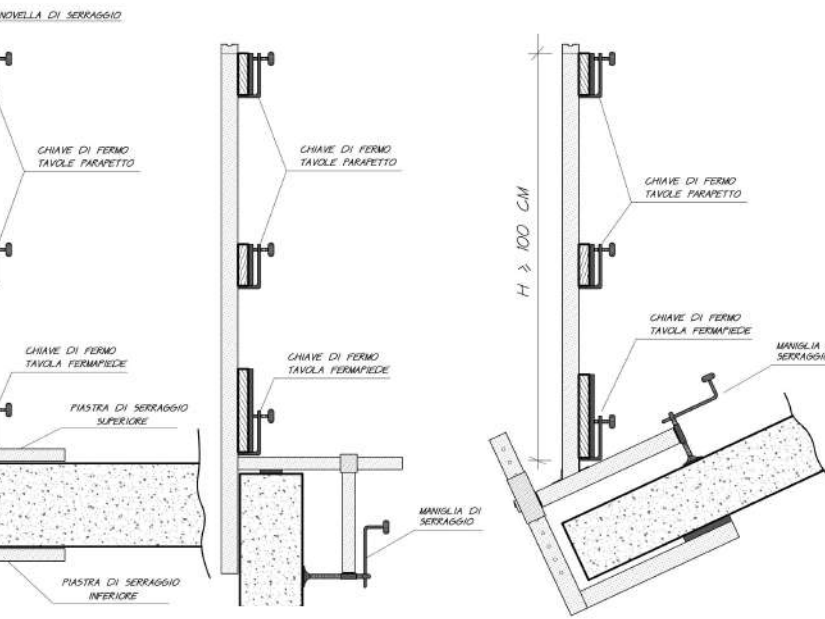 NOVELLA DI SERRAGGIO
CHIAVE DI FERMO
TAVOLE PARAPETTO
CHIAVE DI FERMO
TAVOLE PARAPETTO
CHIAVE DI FERMO
TAVOLE PARAPETTO
H ⩾ 100 CM
CHIAVE DI FERMO
TAVOLA FERMAPIEDE
CHIAVE DI FERMO
TAVOLA FERMAPIEDE
CHIAVE DI FERMO
TAVOLA FERMAPIEDE
MANIGLIA
SERRAGGIO
PIASTRA DI SERRAGGIO
SUPERIORE
MANIGLIA DI
SERRAGGIO
PIASTRA DI SERRAGGIO
INFERIORE